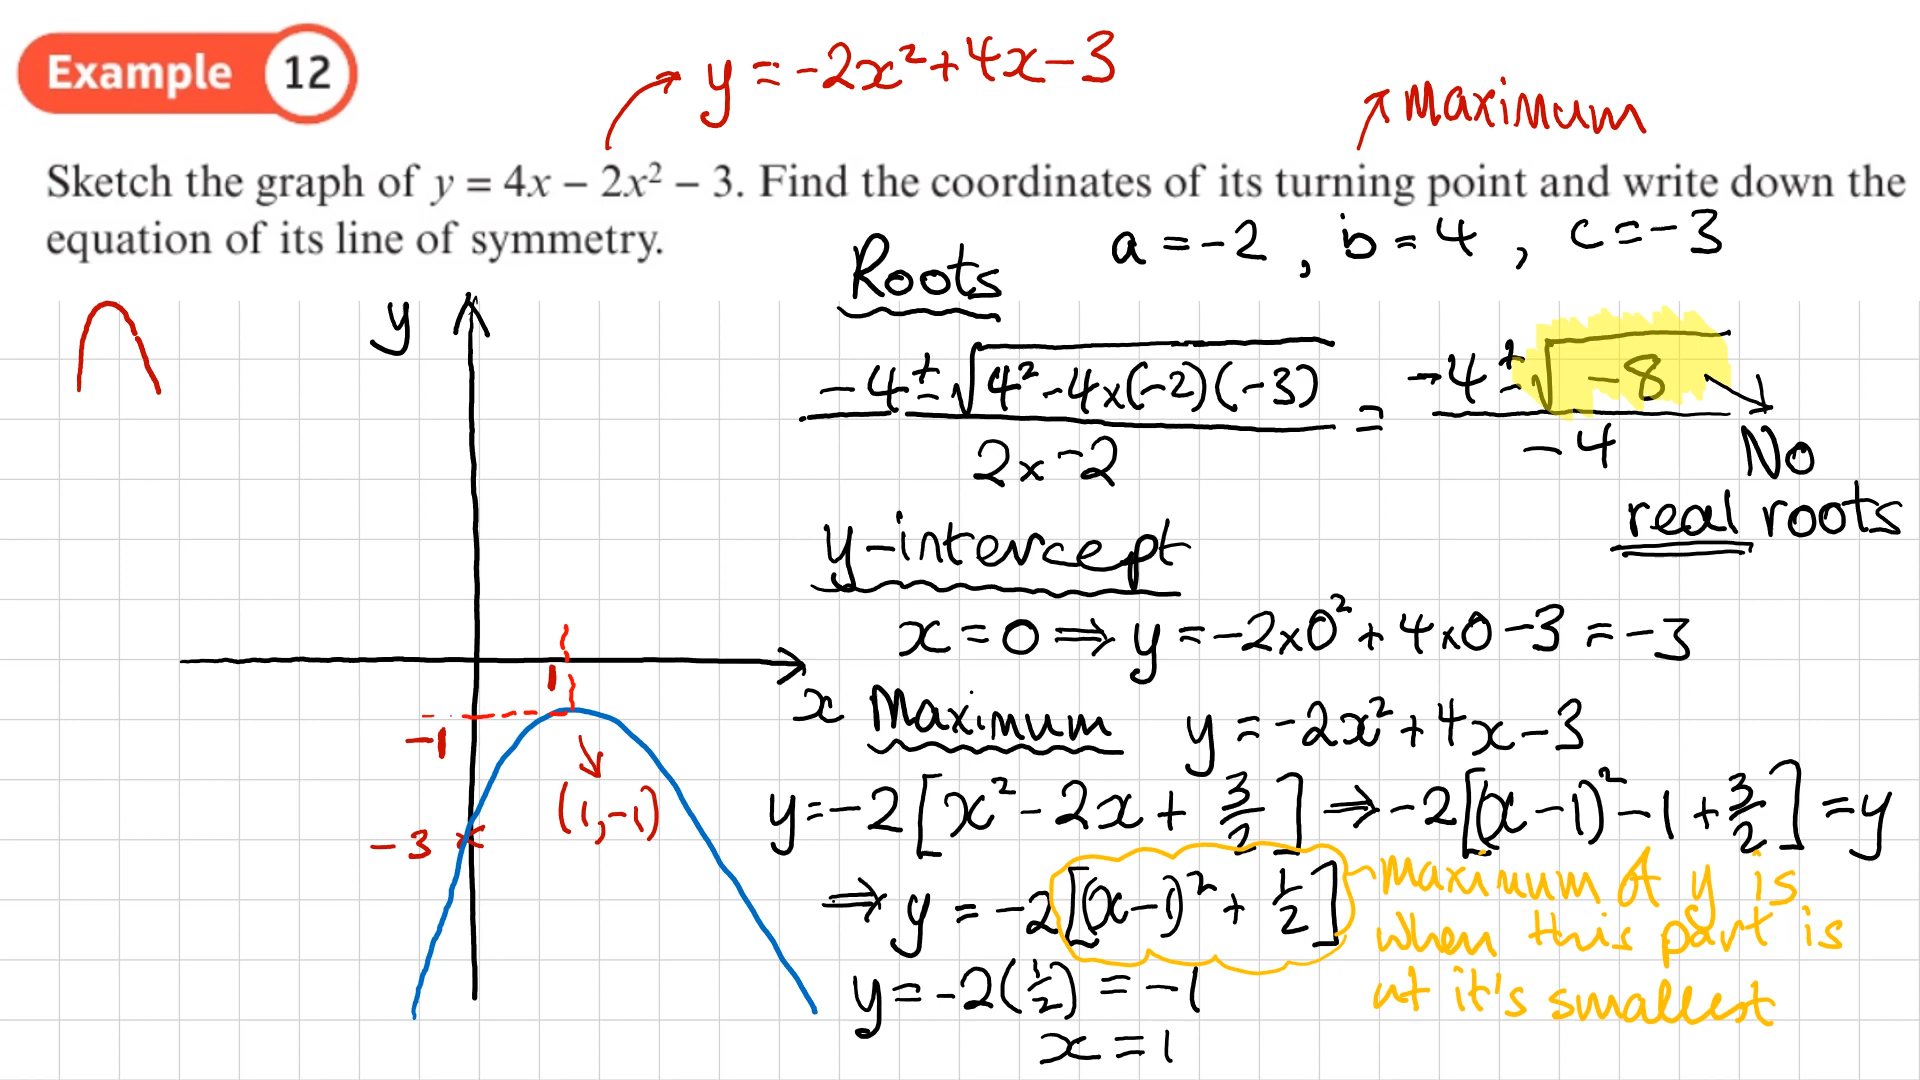 Example 12
y = -2x² + 4x - 3
maximum
Sketch the graph of y = 4x – 2x² – 3. Find the coordinates of its turning point and write down the
equation of its line of symmetry.
a = -2 , b = 4 , c = -3
Roots
y
-4 ± √(4² - 4×(-2)(-3)) / 2×-2 = -4 ± √-8 / -4
No
real roots
y-intercept
x = 0 ⇒ y = -2×0² + 4×0 - 3 = -3
1
x
-1
(1,-1)
-3
Maximum y = -2x² + 4x - 3
y = -2[x² - 2x + 3/2] ⇒ -2[(x-1)² - 1 + 3/2] = y
⇒ y = -2[(x-1)² + 1/2]
maximum of y is
when this part is
at it's smallest
y = -2(1/2) = -1
x = 1